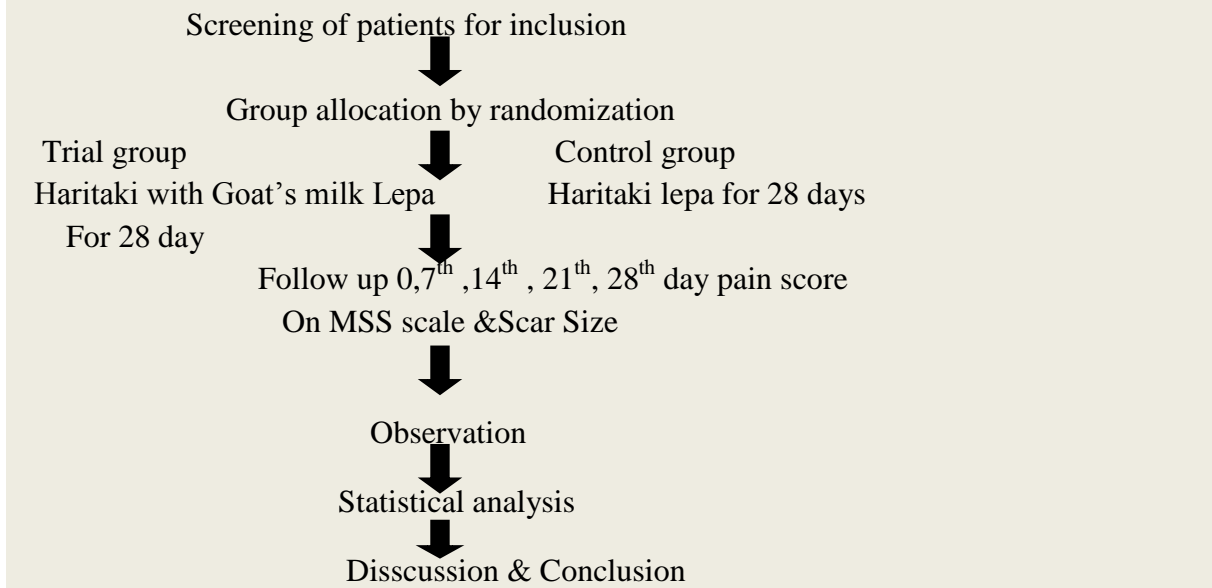 Screening of patients for inclusion
Group allocation by randomization
Trial group Control group
Haritaki with Goat's milk Lepa Haritaki lepa for 28 days
For 28 day
Follow up 0,7th ,14th , 21th, 28th day pain score
On MSS scale &Scar Size
Observation
Statistical analysis
Disscussion & Conclusion